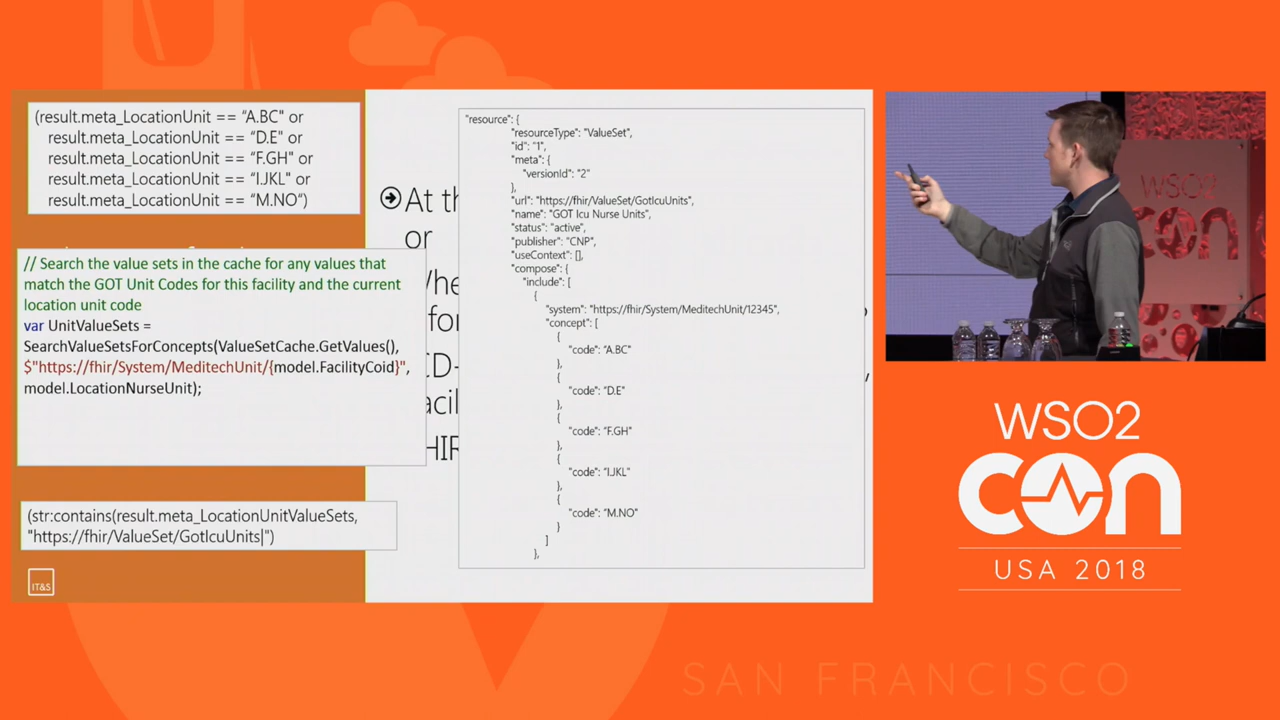 (result.meta_LocationUnit == “A.BC" or
result.meta_LocationUnit == “D.E” or
result.meta_LocationUnit == “F.GH” or
result.meta_LocationUnit == “I.JKL" or
result.meta_LocationUnit == “M.NO”)
// Search the value sets in the cache for any values that
match the GOT Unit Codes for this facility and the current
location unit code
var UnitValueSets =
SearchValueSetsForConcepts(ValueSetCache.GetValues(),
$"https://fhir/System/MeditechUnit/{model.FacilityCoid}",
model.LocationNurseUnit);
(str:contains(result.meta_LocationUnitValueSets,
"https://fhir/ValueSet/GotIcuUnits|")
IT&S
At th
or
"resource": {
"resourceType": "ValueSet",
"id": "1",
"meta": {
"versionId": "2"
},
"url": "https://fhir/ValueSet/GotIcuUnits",
"name": "GOT Icu Nurse Units",
"status": "active",
"publisher": "CNP",
"useContext": [],
"compose": {
"include": [
{
"system": "https://fhir/System/MeditechUnit/12345",
"concept": [
{
"code": “A.BC"
},
{
"code": “D.E"
},
{
"code": “F.GH"
},
{
"code": “I.JKL"
},
{
"code": “M.NO"
}
]
},
WSO2
con
WSO2
con
USA 2018
SAN FRANCISCO